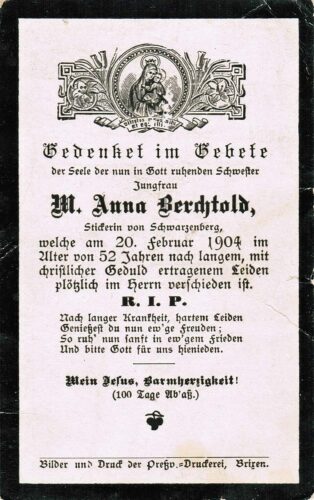 Gedenket im Gebete
der Seele der nun in Gott ruhenden Schwester
Jungfrau
M. Anna Berchtold,
Stickerin von Schwarzenberg,
welche am 20. Februar 1904 im
Alter von 52 Jahren nach langem, mit
christlicher Geduld ertragenem Leiden
plötzlich im Herrn verschieden ist.
R. I. P.
Nach langer Krankheit, hartem Leiden
Genießest du nun ew'ge Freuden;
So ruh' nun sanft in ew'gem Frieden
Und bitte Gott für uns hienieden.
Mein Jesus, Barmherzigkeit!
(100 Tage Ab'aß.)
Bilder und Druck der Preßv.=Druckerei, Brixen.